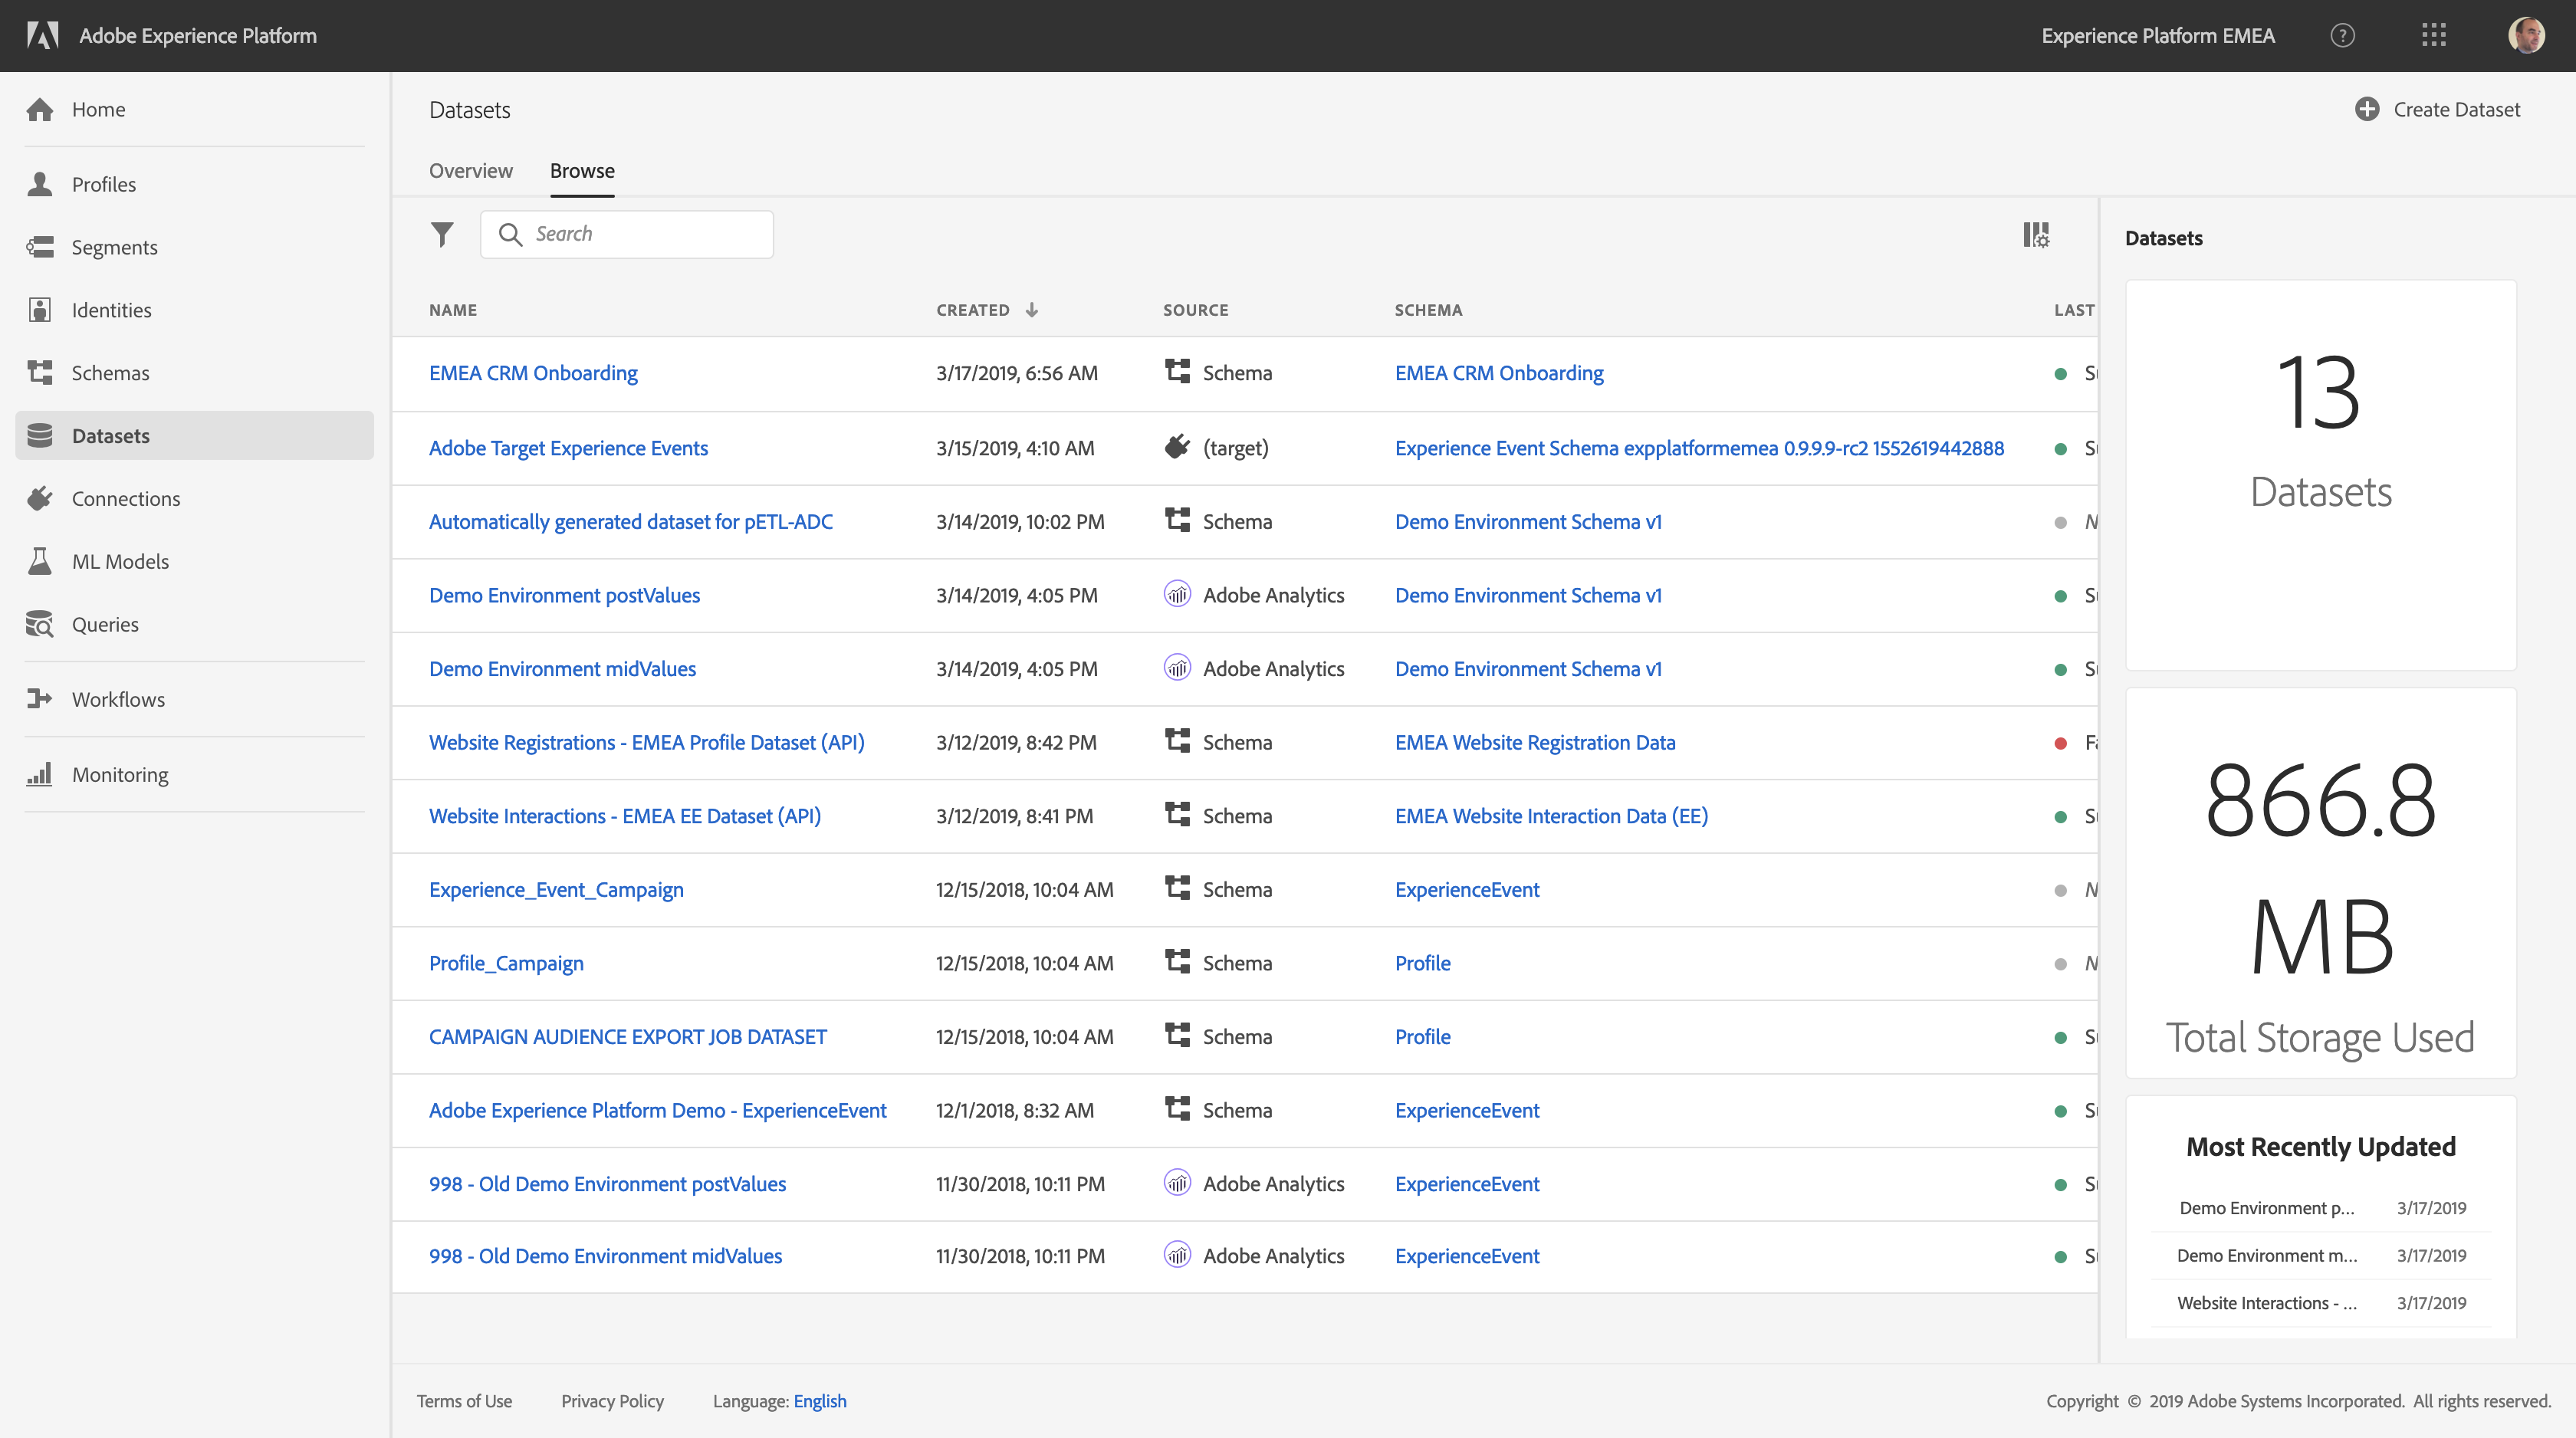 Adobe Experience Platform
Experience Platform EMEA
Home
Profiles
Segments
Identities
Schemas
Datasets
Connections
ML Models
Queries
Workflows
Monitoring
Datasets
Create Dataset
Overview Browse
Search
NAME CREATED SOURCE SCHEMA LAST
EMEA CRM Onboarding 3/17/2019, 6:56 AM Schema EMEA CRM Onboarding
Adobe Target Experience Events 3/15/2019, 4:10 AM (target) Experience Event Schema expplatformemea 0.9.9.9-rc2 1552619442888
Automatically generated dataset for pETL-ADC 3/14/2019, 10:02 PM Schema Demo Environment Schema v1
Demo Environment postValues 3/14/2019, 4:05 PM Adobe Analytics Demo Environment Schema v1
Demo Environment midValues 3/14/2019, 4:05 PM Adobe Analytics Demo Environment Schema v1
Website Registrations - EMEA Profile Dataset (API) 3/12/2019, 8:42 PM Schema EMEA Website Registration Data
Website Interactions - EMEA EE Dataset (API) 3/12/2019, 8:41 PM Schema EMEA Website Interaction Data (EE)
Experience_Event_Campaign 12/15/2018, 10:04 AM Schema ExperienceEvent
Profile_Campaign 12/15/2018, 10:04 AM Schema Profile
CAMPAIGN AUDIENCE EXPORT JOB DATASET 12/15/2018, 10:04 AM Schema Profile
Adobe Experience Platform Demo - ExperienceEvent 12/1/2018, 8:32 AM Schema ExperienceEvent
998 - Old Demo Environment postValues 11/30/2018, 10:11 PM Adobe Analytics ExperienceEvent
998 - Old Demo Environment midValues 11/30/2018, 10:11 PM Adobe Analytics ExperienceEvent
Datasets
13
Datasets
866.8
MB
Total Storage Used
Most Recently Updated
Demo Environment p... 3/17/2019
Demo Environment m... 3/17/2019
Website Interactions - ... 3/17/2019
Terms of Use Privacy Policy Language: English
Copyright © 2019 Adobe Systems Incorporated. All rights reserved.